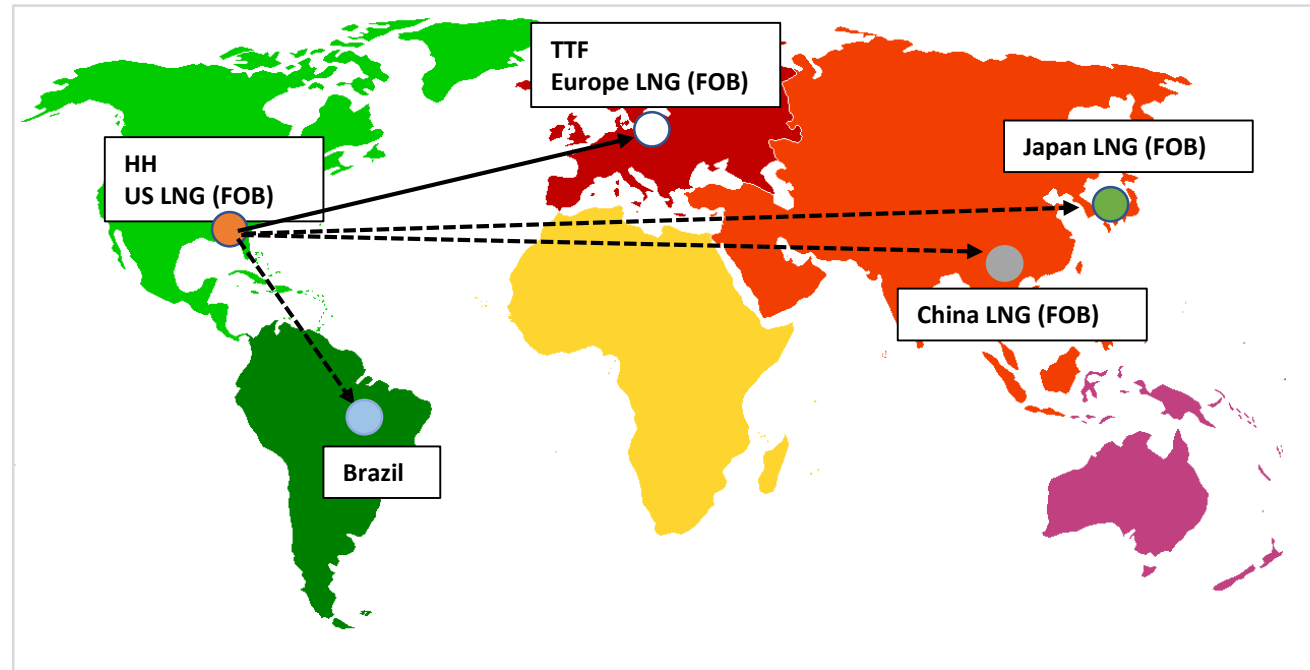 TTF
Europe LNG (FOB)
HH
US LNG (FOB)
Japan LNG (FOB)
China LNG (FOB)
Brazil